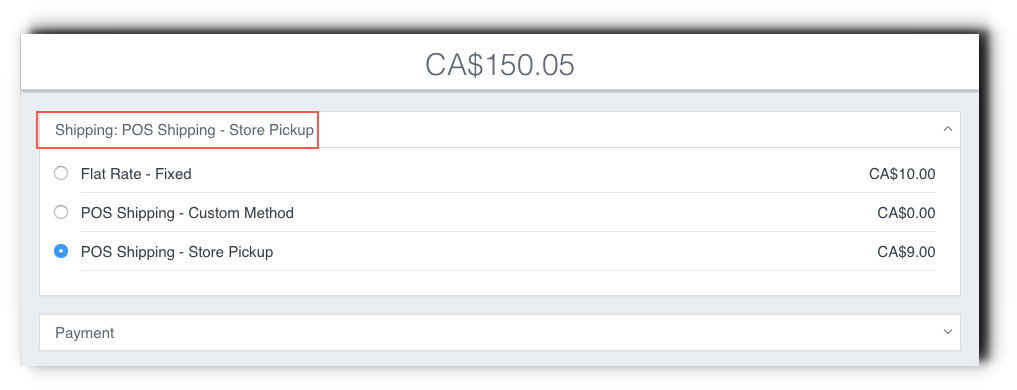 CA$150.05
Shipping: POS Shipping - Store Pickup
Flat Rate - Fixed CA$10.00
POS Shipping - Custom Method CA$0.00
POS Shipping - Store Pickup CA$9.00
Payment